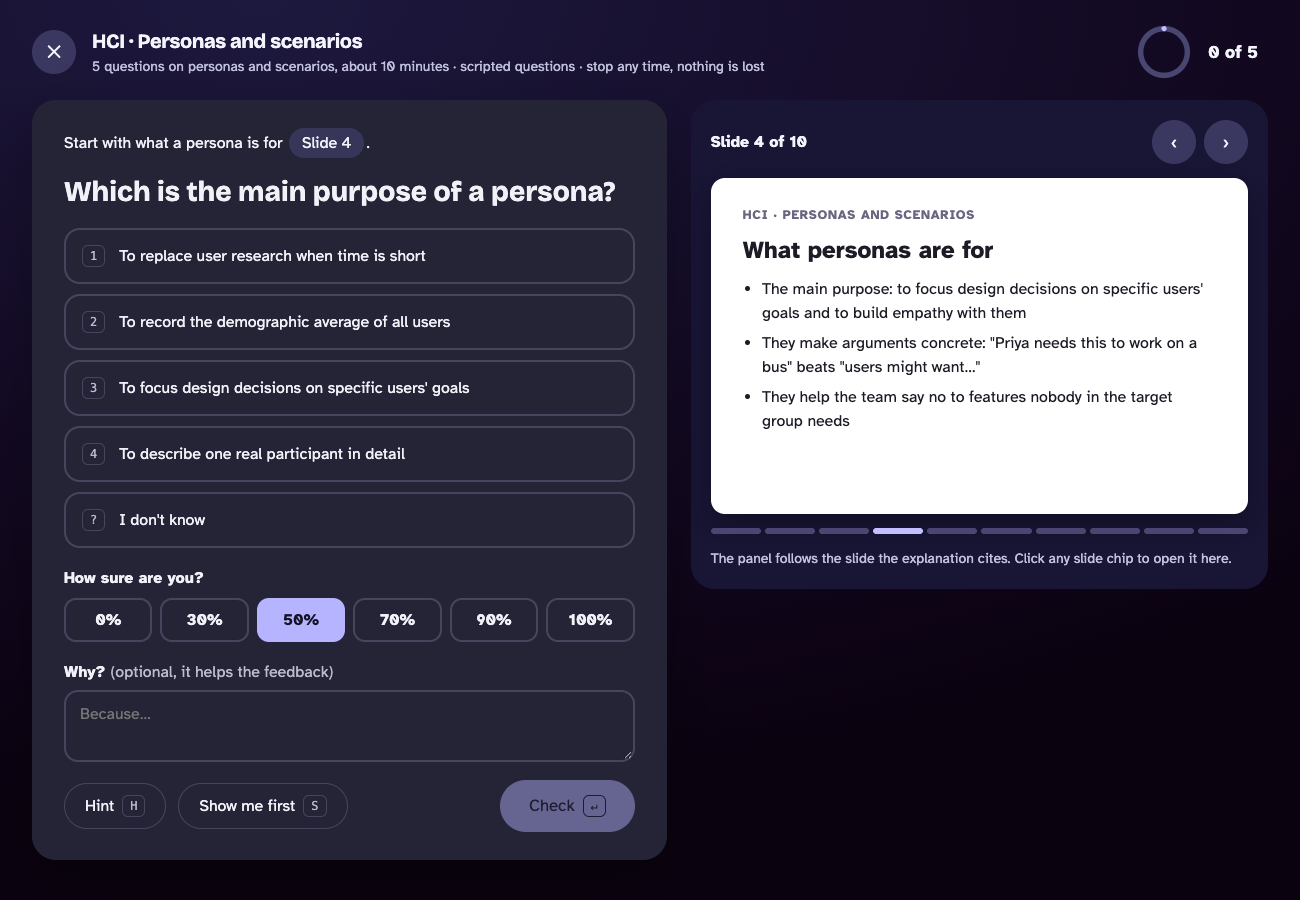 HCI · Personas and scenarios
5 questions on personas and scenarios, about 10 minutes · scripted questions · stop any time, nothing is lost
0 of 5
Start with what a persona is for Slide 4 .
Which is the main purpose of a persona?
1 To replace user research when time is short
2 To record the demographic average of all users
3 To focus design decisions on specific users' goals
4 To describe one real participant in detail
? I don't know
How sure are you?
0% 30% 50% 70% 90% 100%
Why? (optional, it helps the feedback)
Because...
Hint H Show me first S Check ↵
Slide 4 of 10
‹ ›
HCI · PERSONAS AND SCENARIOS
What personas are for
• The main purpose: to focus design decisions on specific users'
goals and to build empathy with them
• They make arguments concrete: "Priya needs this to work on a
bus" beats "users might want..."
• They help the team say no to features nobody in the target
group needs
The panel follows the slide the explanation cites. Click any slide chip to open it here.